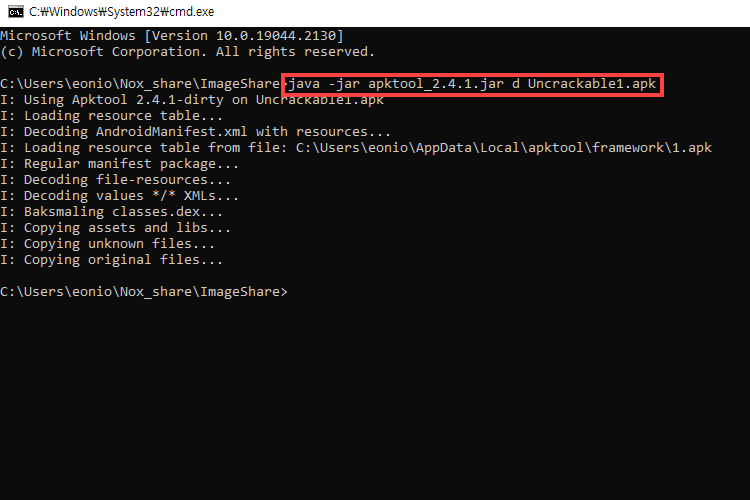 C:₩Windows₩System32₩cmd.exe
Microsoft Windows [Version 10.0.19044.2130]
(c) Microsoft Corporation. All rights reserved.
C:\Users\eonio\Nox_share\ImageShare>java -jar apktool_2.4.1.jar d Uncrackable1.apk
I: Using Apktool 2.4.1-dirty on Uncrackable1.apk
I: Loading resource table...
I: Decoding AndroidManifest.xml with resources...
I: Loading resource table from file: C:\Users\eonio\AppData\Local\apktool\framework\1.apk
I: Regular manifest package...
I: Decoding file-resources...
I: Decoding values */* XMLs...
I: Baksmaling classes.dex...
I: Copying assets and libs...
I: Copying unknown files...
I: Copying original files...
C:\Users\eonio\Nox_share\ImageShare>